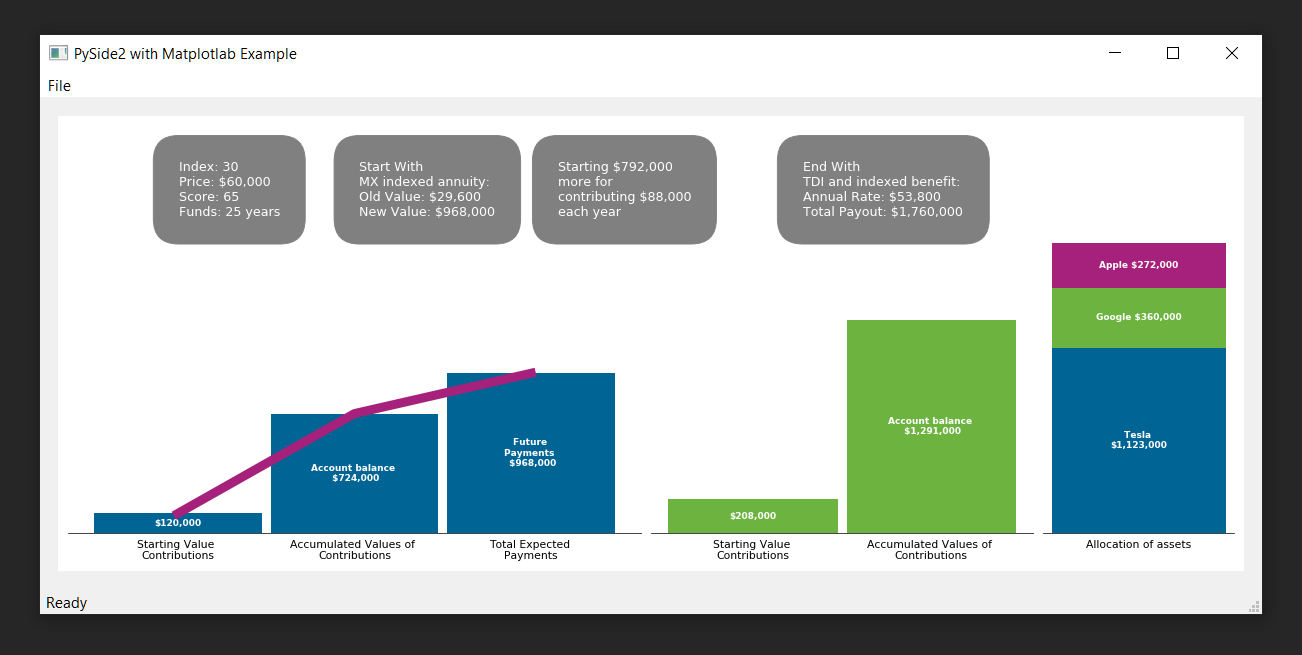 PySide2 with Matplotlib Example
File
Index: 30
Price: $60,000
Score: 65
Funds: 25 years
Start With
MX indexed annuity:
Old Value: $29,600
New Value: $968,000
Starting $792,000
more for
contributing $88,000
each year
End With
TDI and indexed benefit:
Annual Rate: $53,800
Total Payout: $1,760,000
$120,000
Account balance
$724,000
Future
Payments
$968,000
Starting Value
Contributions
Accumulated Values of
Contributions
Total Expected
Payments
$208,000
Account balance
$1,291,000
Starting Value
Contributions
Accumulated Values of
Contributions
Apple $272,000
Google $360,000
Tesla
$1,123,000
Allocation of assets
Ready